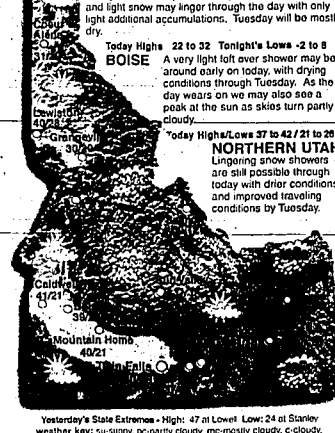 and light snow may linger through the day with only
light additional accumulations. Tuesday will be mostly
dry.
Today Highs 22 to 32 Tonight's Lows -2 to 8
BOISE
A very light left over shower may be
around early on today, with drying
conditions through Tuesday. As the
day wears on we may also see a
peak at the sun as skies turn partly
cloudy.
Today Highs/Lows 37 to 42 / 21 to 26
NORTHERN UTAH
Lingering snow showers
are still possible through
today with drier conditions
and improved traveling
conditions by Tuesday.
Coeur
Alene
Lewiston
40/28
Grangeville
Caldwell
41/21
Mountain Home
40/21
Twin Falls
Yesterday's State Extremes - High: 47 at Lowell Low: 24 at Stanley
weather key: su-sunny, pc-partly cloudy, mc-mostly cloudy, c-cloudy,